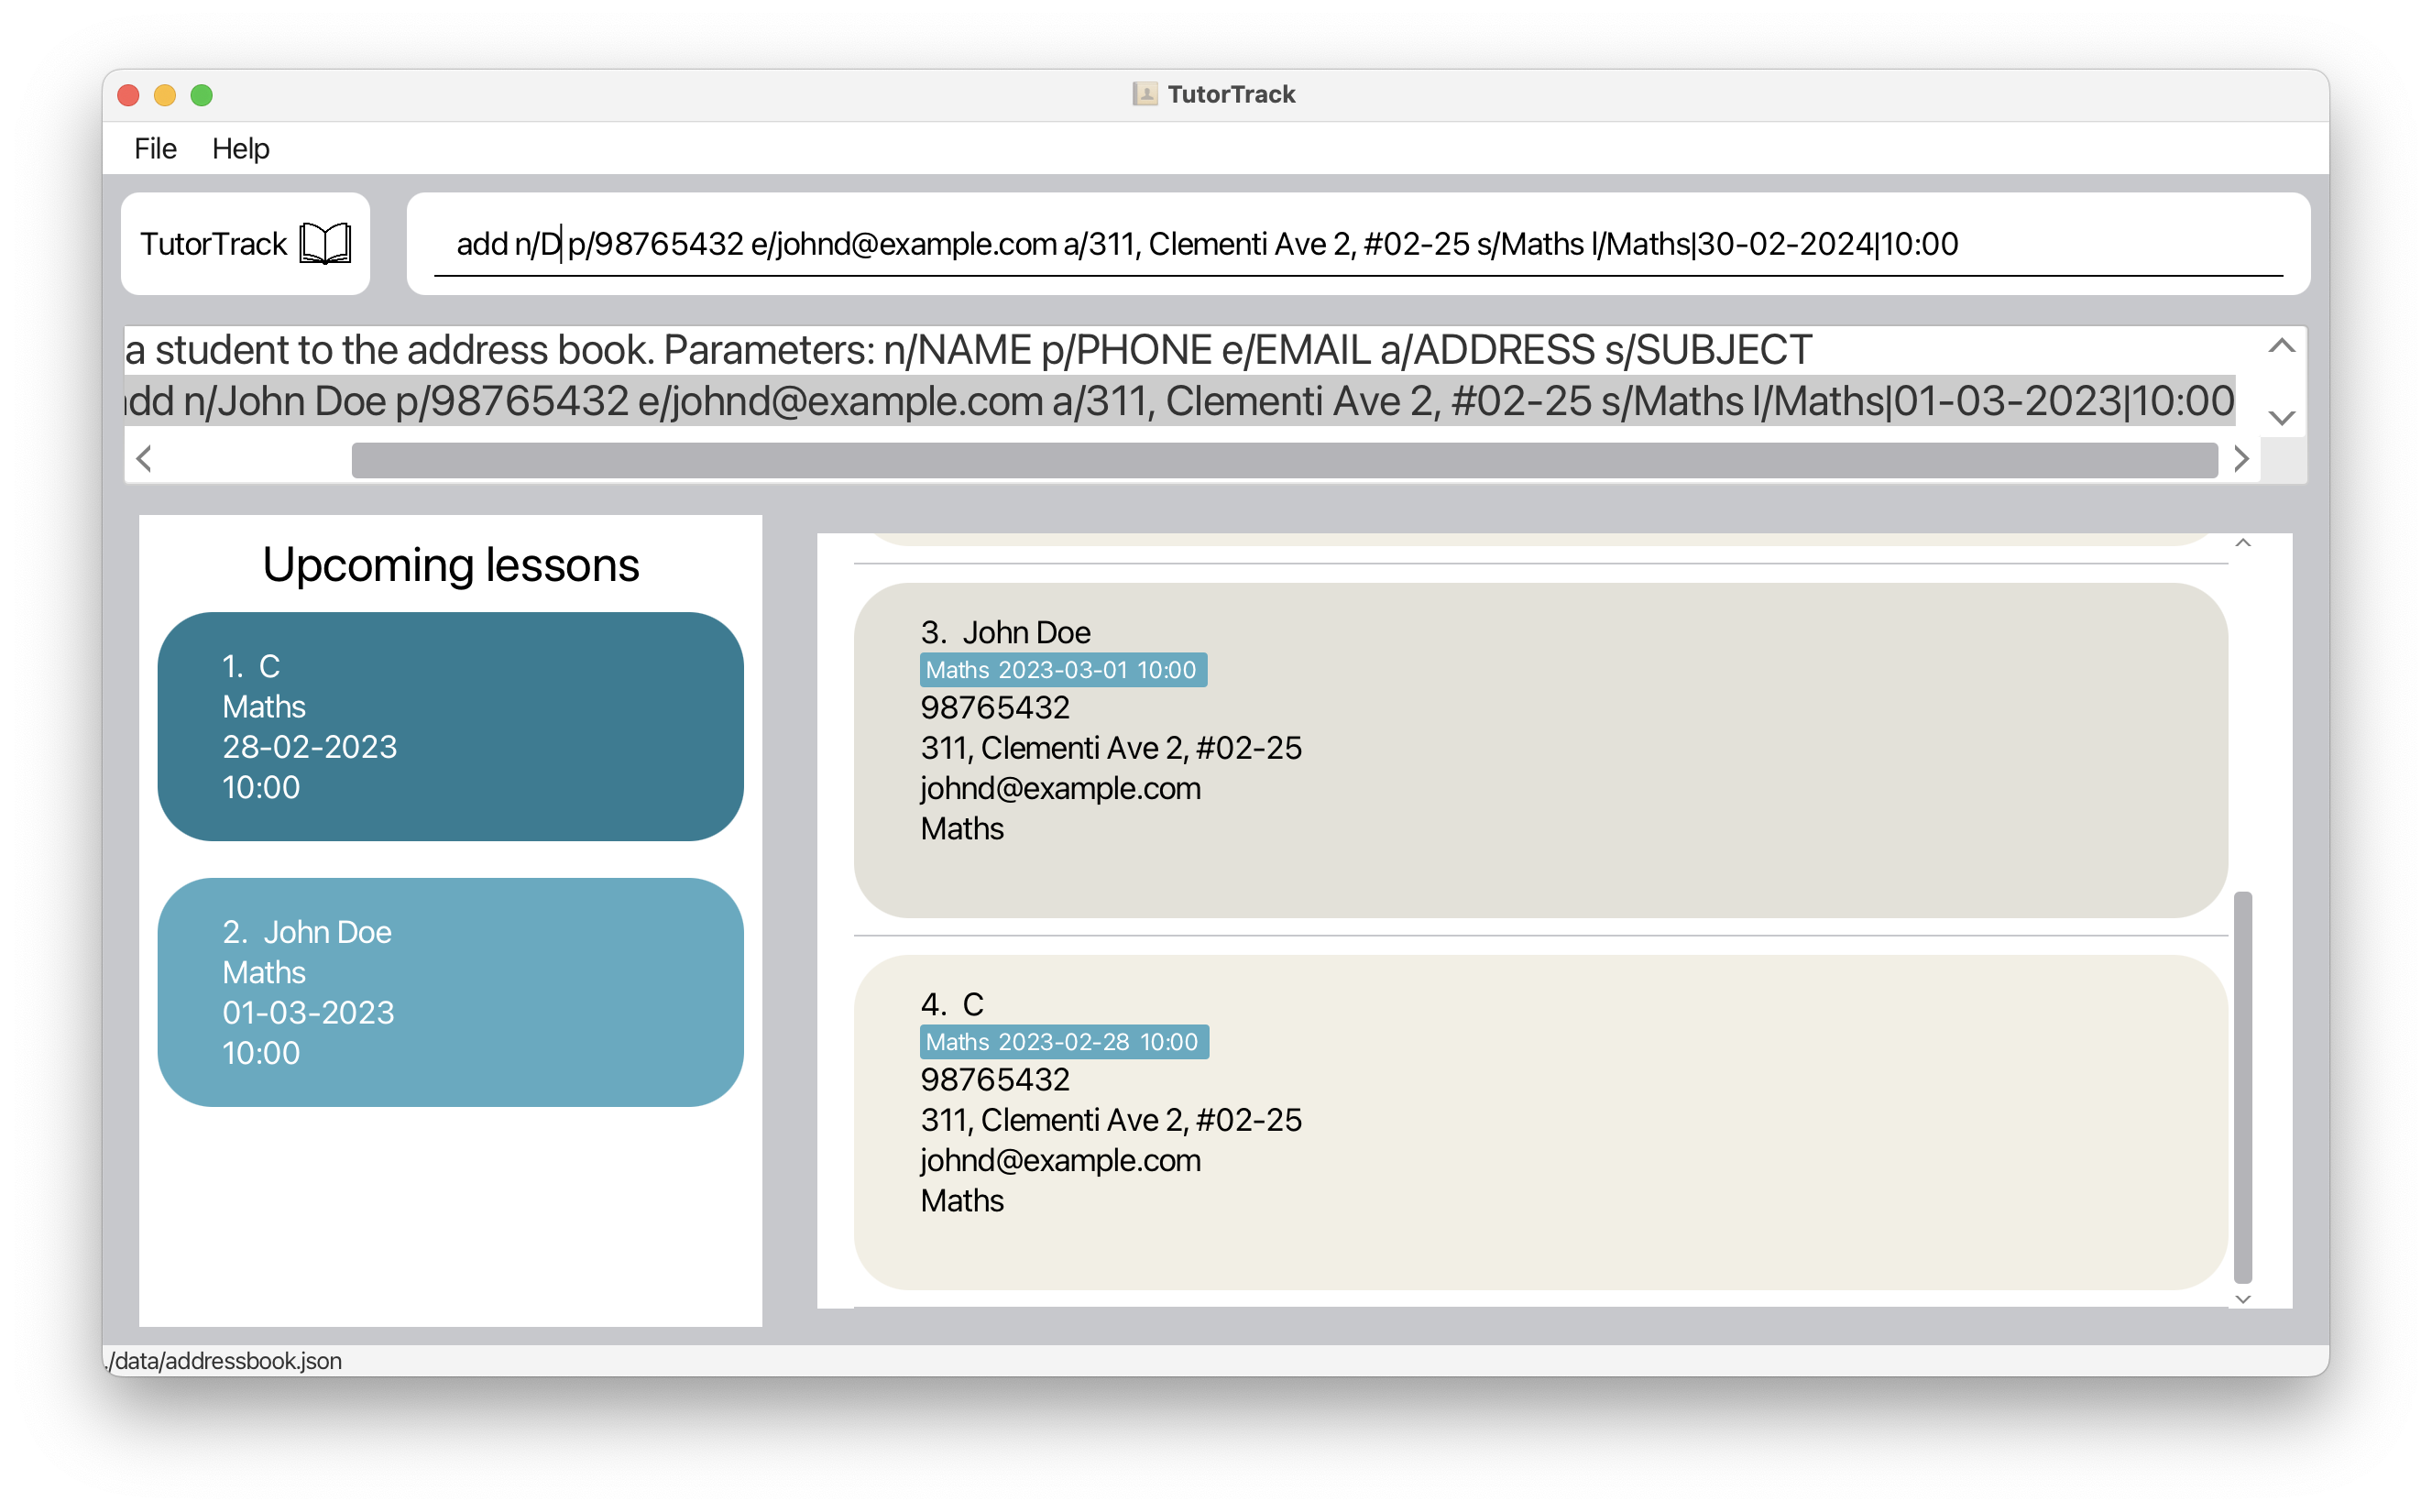 TutorTrack
File Help
TutorTrack
add n/D p/98765432 e/johnd@example.com a/311, Clementi Ave 2, #02-25 s/Maths l/Maths|30-02-2024|10:00
a student to the address book. Parameters: n/NAME p/PHONE e/EMAIL a/ADDRESS s/SUBJECT
n/John Doe p/98765432 e/johnd@example.com a/311, Clementi Ave 2, #02-25 s/Maths l/Maths|01-03-2023|10:00
Upcoming lessons
1. C
Maths
28-02-2023
10:00
2. John Doe
Maths
01-03-2023
10:00
3. John Doe
Maths 2023-03-01 10:00
98765432
311, Clementi Ave 2, #02-25
johnd@example.com
Maths
4. C
Maths 2023-02-28 10:00
98765432
311, Clementi Ave 2, #02-25
johnd@example.com
Maths
./data/addressbook.json